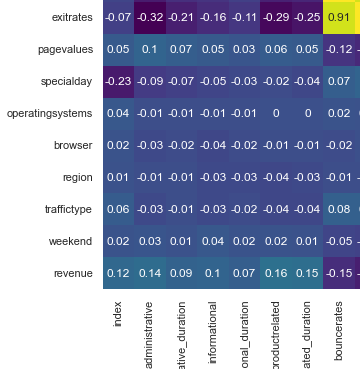 exitrates -0.07 -0.32 -0.21 -0.16 -0.11 -0.29 -0.25 0.91
pagevalues 0.05 0.1 0.07 0.05 0.03 0.06 0.05 -0.12
specialday -0.23 -0.09 -0.07 -0.05 -0.03 -0.02 -0.04 0.07
operatingsystems 0.04 -0.01 -0.01 -0.01 -0.01 0 0 0.02
browser 0.02 -0.03 -0.02 -0.04 -0.02 -0.01 -0.01 -0.02
region 0.01 -0.01 -0.01 -0.03 -0.03 -0.04 -0.03 -0.01
traffictype 0.06 -0.03 -0.01 -0.03 -0.02 -0.04 -0.04 0.08
weekend 0.02 0.03 0.01 0.04 0.02 0.02 0.01 -0.05
revenue 0.12 0.14 0.09 0.1 0.07 0.16 0.15 -0.15
index
administrative
ative_duration
informational
onal_duration
productrelated
ated_duration
bouncerates